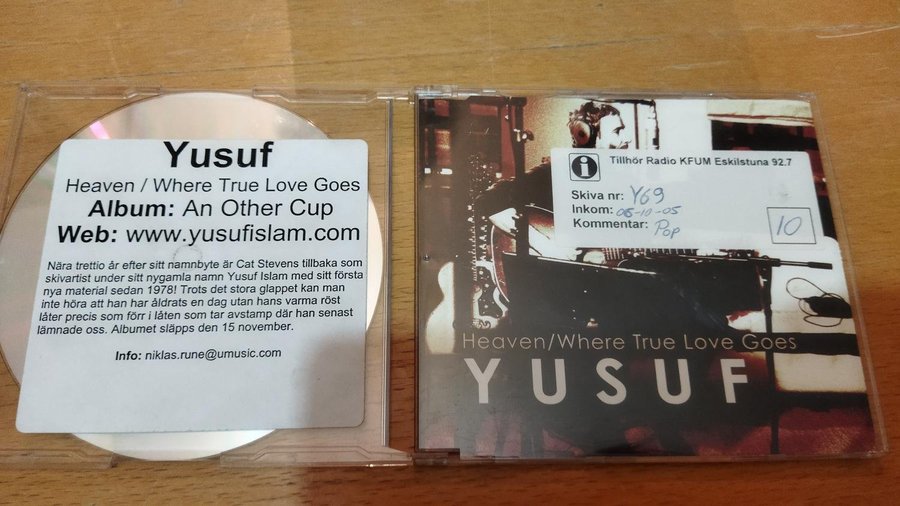 Yusuf
Heaven / Where True Love Goes
Album: An Other Cup
Web: www.yusufislam.com
Nära trettio år efter sitt namnbyte är Cat Stevens tillbaka som
skivartist under sitt nygamla namn Yusuf Islam med sitt första
nya material sedan 1978! Trots det stora glappet kan man
inte höra att han har åldrats en dag utan hans varma röst
låter precis som förr i låten som tar avstamp där han senast
lämnade oss. Albumet släpps den 15 november.
Info: niklas.rune@umusic.com
i
Tillhör Radio KFUM Eskilstuna 92.7
Skiva nr: Y69
Inkom: 06-10-05
Kommentar: Pop
10
Heaven/Where True Love Goes
YUSUF